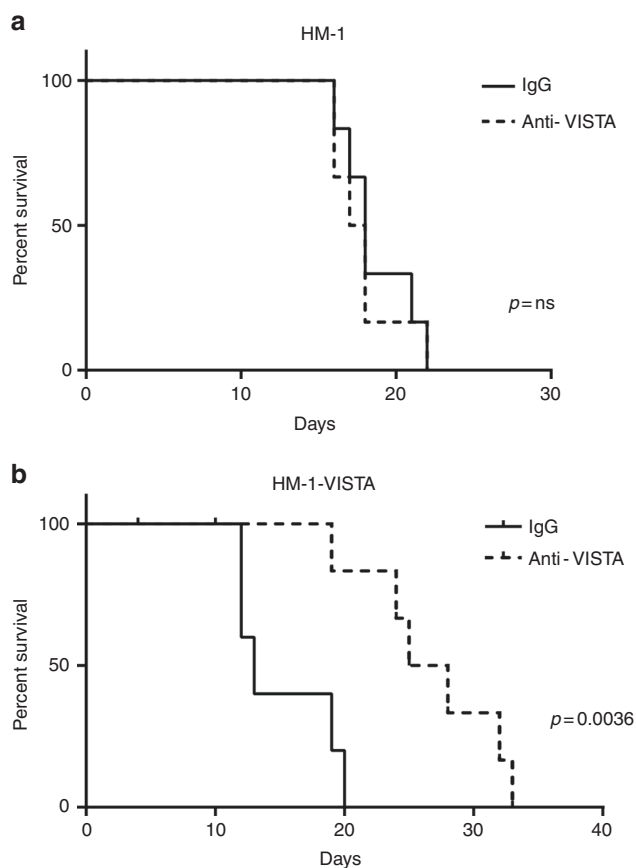 a
HM-1
100
50
0
Percent survival
IgG
Anti- VISTA
p=ns
0 10 20 30
Days
b
HM-1-VISTA
100
50
0
Percent survival
IgG
Anti- VISTA
p=0.0036
0 10 20 30 40
Days